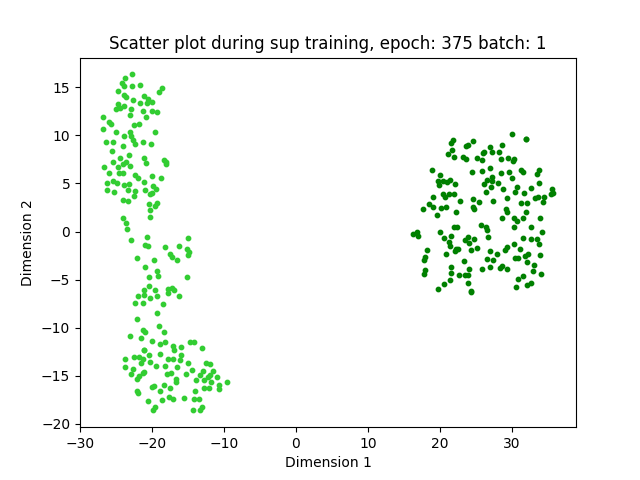 Scatter plot during sup training, epoch: 375 batch: 1
15
10
5
0
−5
−10
−15
−20
Dimension 2
−30 −20 −10 0 10 20 30
Dimension 1